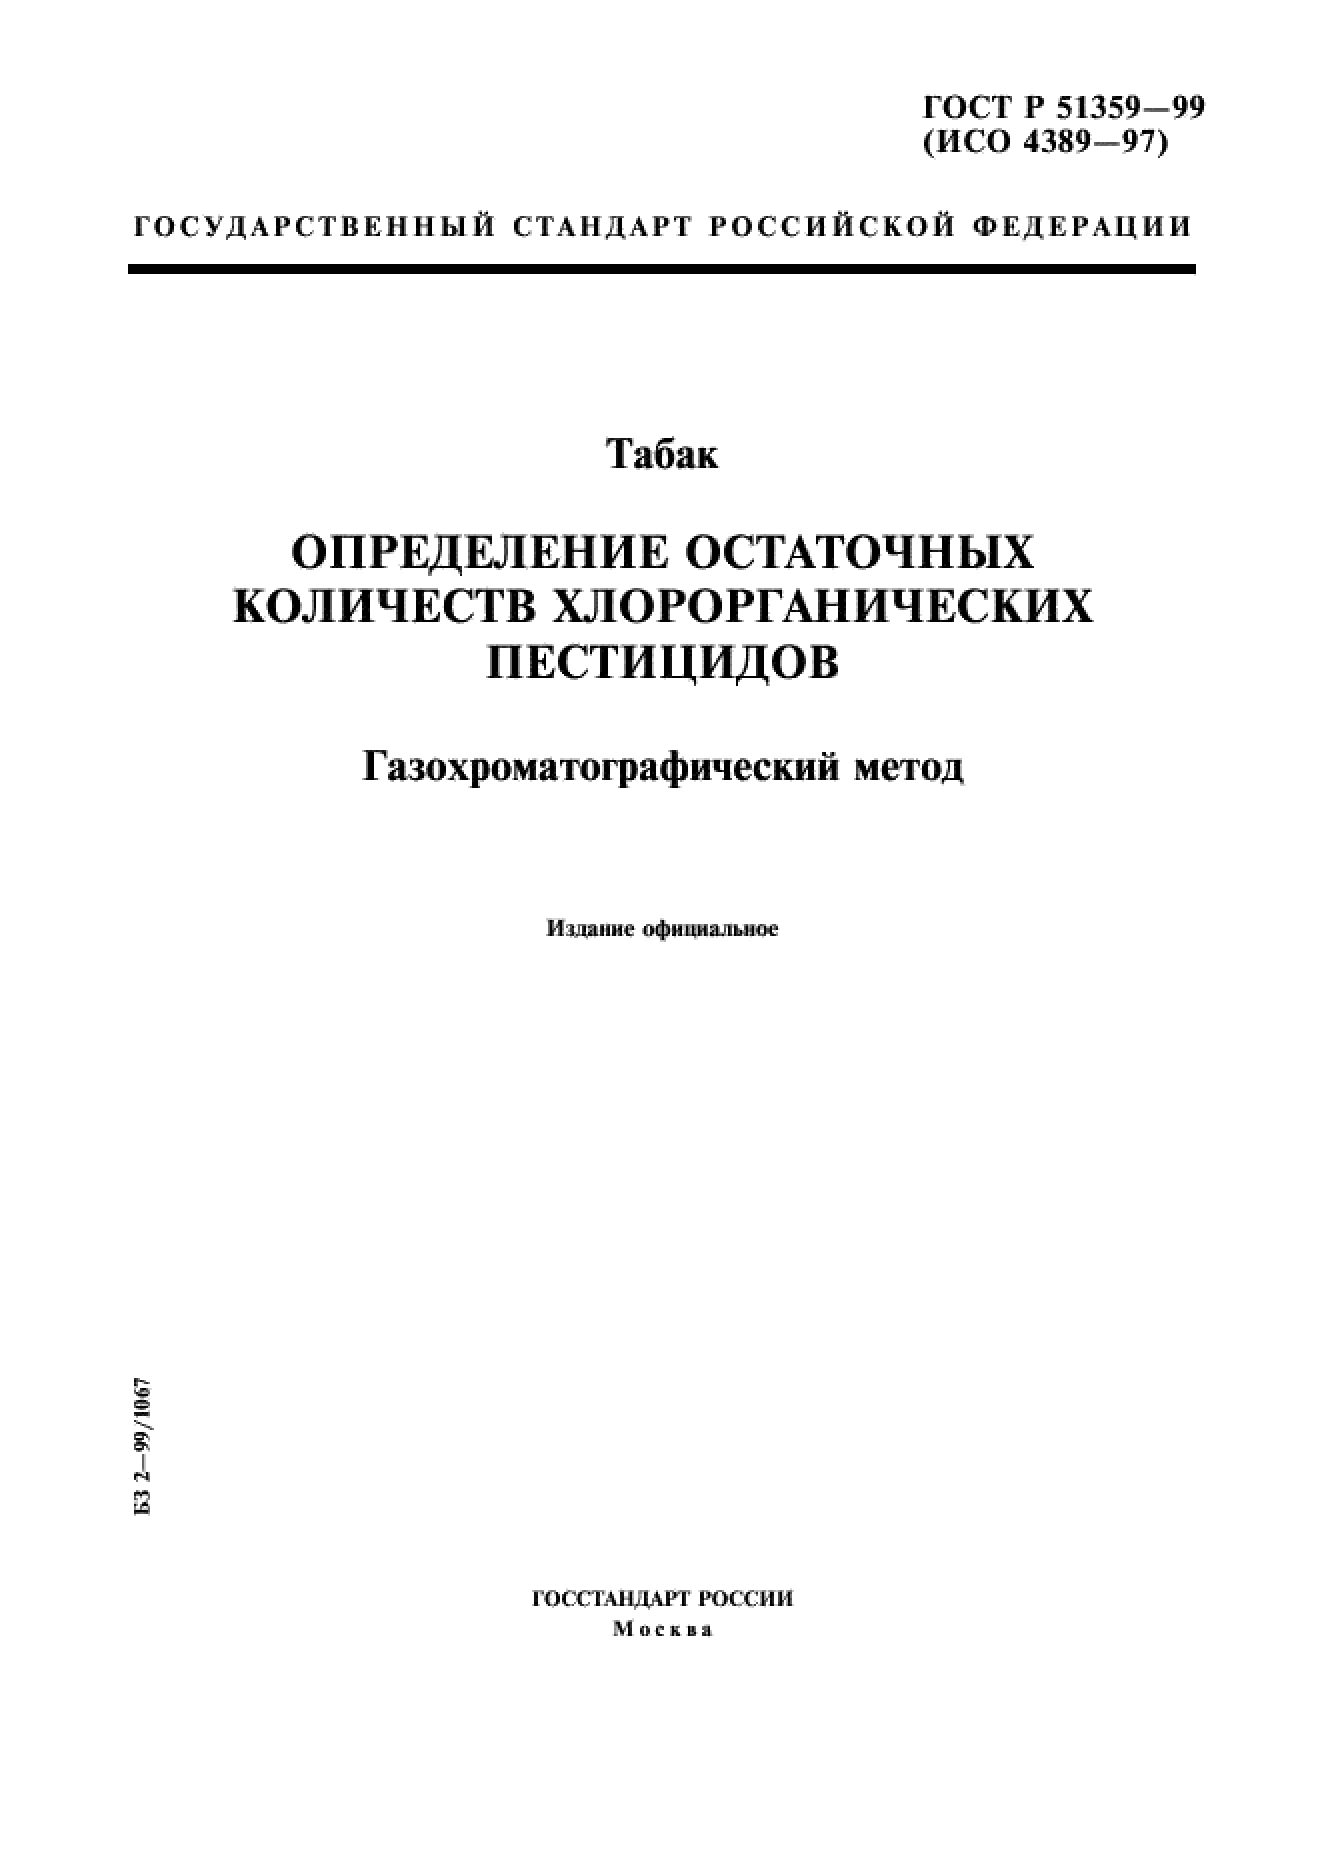 ГОСТ Р 51359—99
(ИСО 4389—97)
ГОСУДАРСТВЕННЫЙ СТАНДАРТ РОССИЙСКОЙ ФЕДЕРАЦИИ
Табак
ОПРЕДЕЛЕНИЕ ОСТАТОЧНЫХ
КОЛИЧЕСТВ ХЛОРОРГАНИЧЕСКИХ
ПЕСТИЦИДОВ
Газохроматографический метод
Издание официальное
БЗ 2—99/1067
ГОССТАНДАРТ РОССИИ
Москва